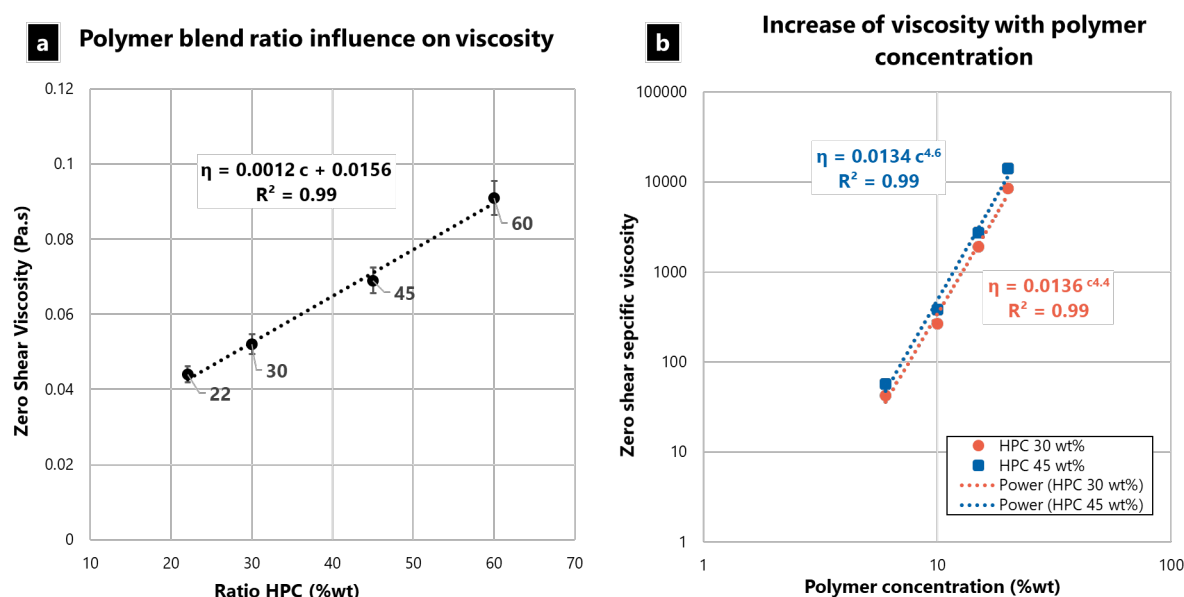 a
Polymer blend ratio influence on viscosity
0.12
0.1
0.08
0.06
0.04
0.02
0
Zero Shear Viscosity (Pa.s)
η = 0.0012 c + 0.0156
R² = 0.99
22
30
45
60
10 20 30 40 50 60 70
Ratio HPC (%wt)
b
Increase of viscosity with polymer
concentration
100000
10000
1000
100
10
1
Zero shear sepcific viscosity
η = 0.0134 c⁴·⁶
R² = 0.99
η = 0.0136 ᶜ⁴·⁴
R² = 0.99
HPC 30 wt%
HPC 45 wt%
Power (HPC 30 wt%)
Power (HPC 45 wt%)
1 10 100
Polymer concentration (%wt)